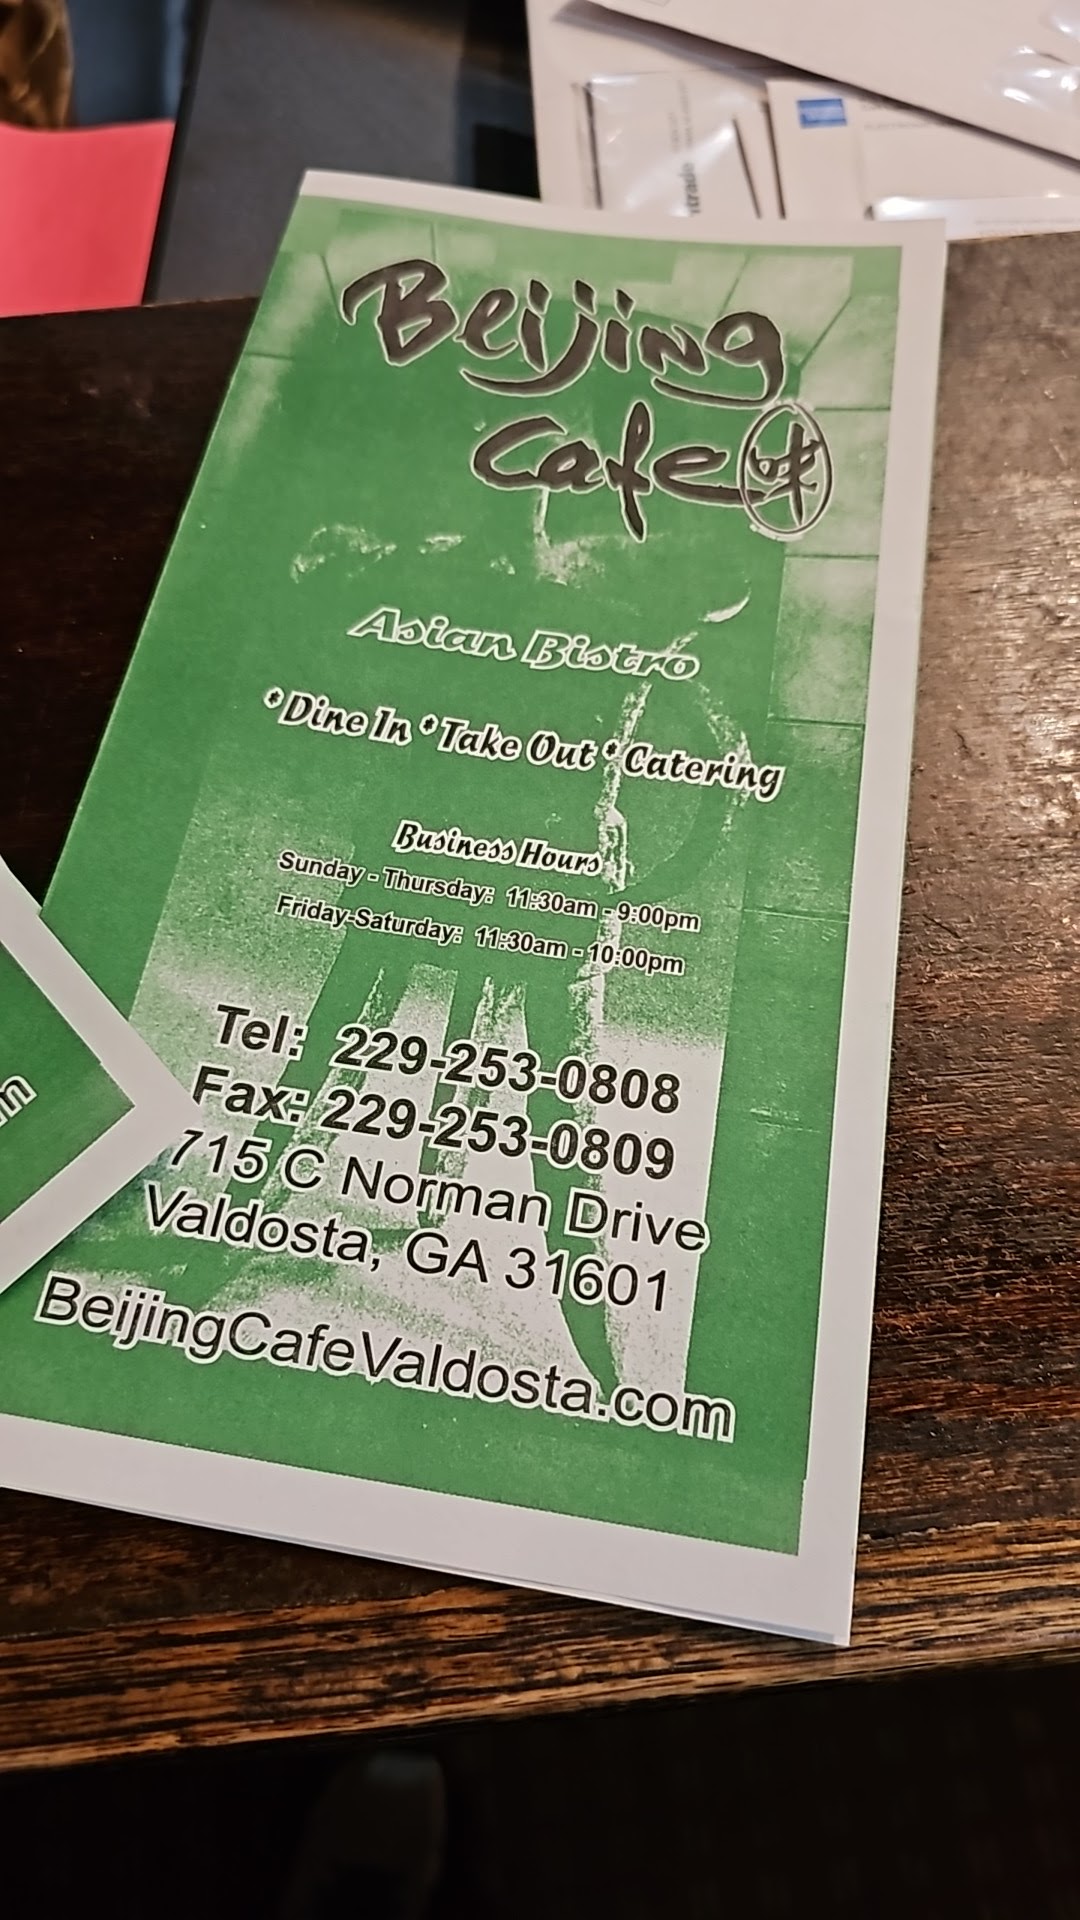 Beijing
Cafe 味
Asian Bistro
*Dine In *Take Out *Catering
Business Hours
Sunday - Thursday: 11:30am - 9:00pm
Friday-Saturday: 11:30am - 10:00pm
Tel: 229-253-0808
Fax: 229-253-0809
715 C Norman Drive
Valdosta, GA 31601
BeijingCafeValdosta.com